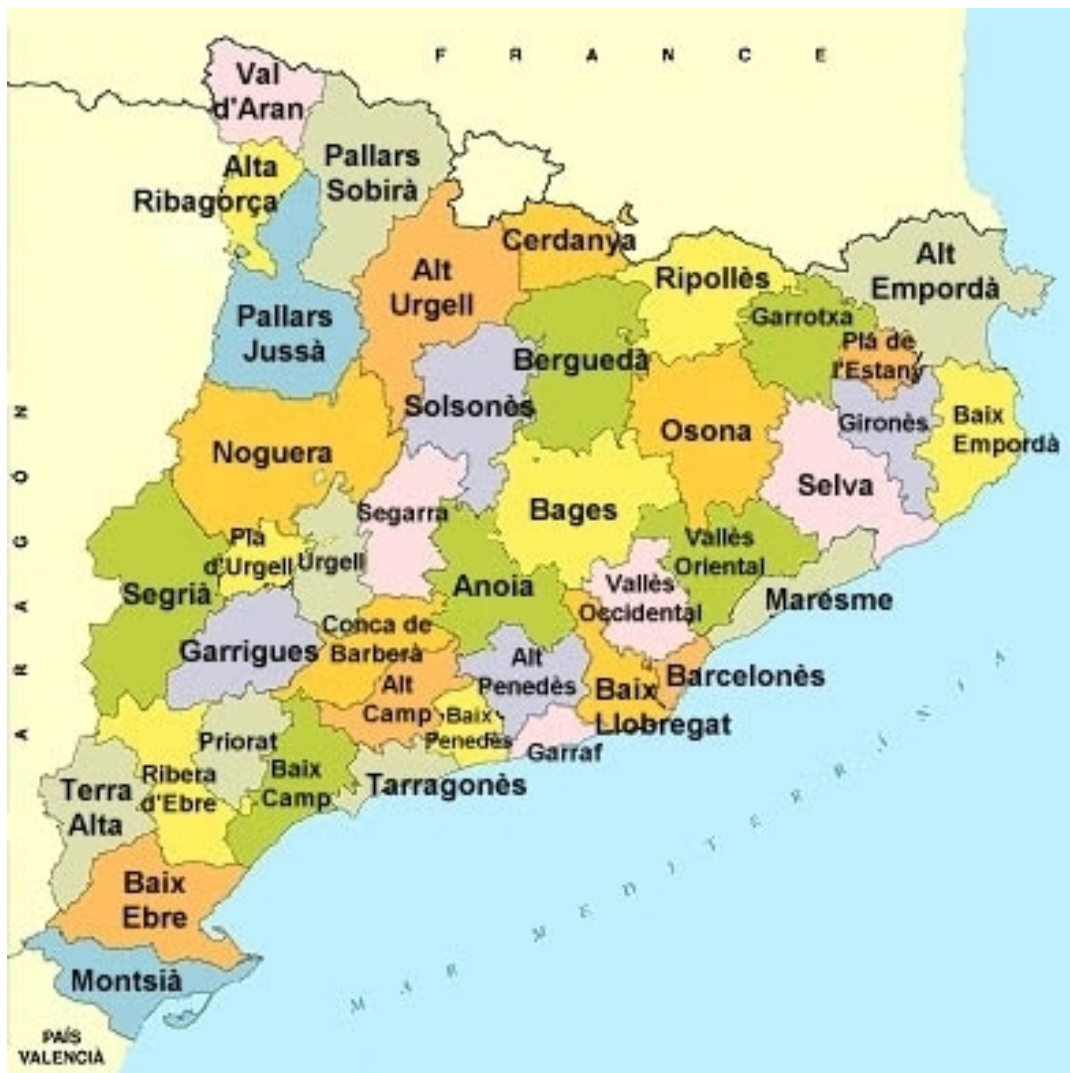 F R A N C E
Val
d'Aran
Alta
Ribagorça
Pallars
Sobirà
Cerdanya
Alt
Urgell
Ripollès
Alt
Empordà
Pallars
Jussà
Garrotxa
Berguedà
Plá de
l'Estany
Solsonès
Noguera
Osona
Gironès
Baix
Empordà
Selva
Segarra
Bages
Pla
d'Urgell
Urgell
Vallès
Oriental
Segrià
Anoia
Vallès
Occidental
Marésme
Garrigues
Conca de
Barberà
Alt
Penedès
Barcelonès
Alt
Camp
Baix
Llobregat
Baix
Penedès
Garraf
Priorat
Baix
Camp
Tarragonès
Ribera
d'Ebre
Terra
Alta
Baix
Ebre
Montsià
A R A G Ó N
MAR MEDITERRINIA
PAÍS
VALENCIÀ